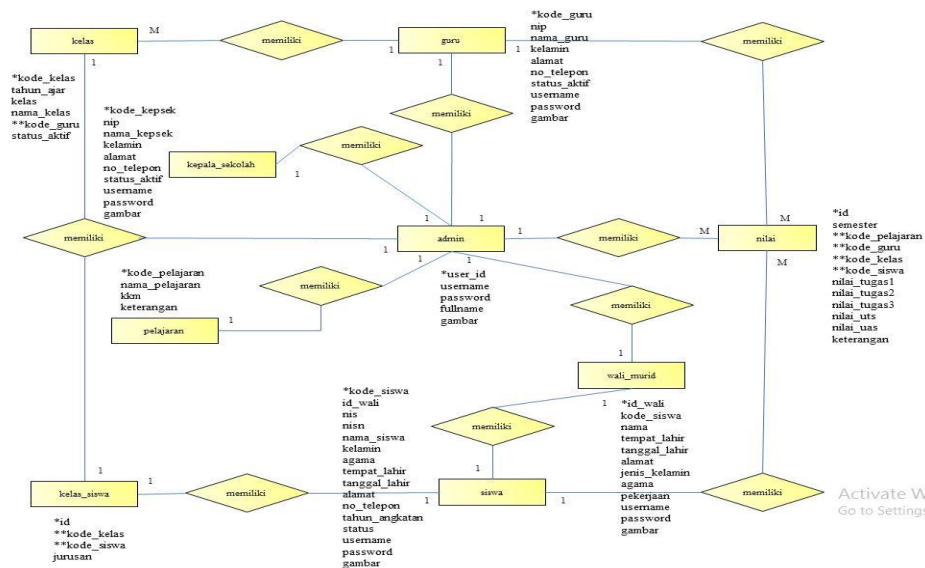 kelas
M
memiliki
1
guru
1
memiliki
1
1
*kode_guru
nip
nama_guru
kelamin
alamat
no_telepon
status_aktif
username
password
gambar
*kode_kelas
tahun_ajar
kelas
nama_kelas
**kode_guru
status_aktif
*kode_kepsek
nip
nama_kepsek
kelamin
alamat
no_telepon
status_aktif
username
password
gambar
memiliki
memiliki
kepala_sekolah
1
memiliki
1
1
1
admin
1
memiliki
M
M
nilai
M
*id
semester
**kode_pelajaran
**kode_guru
**kode_kelas
**kode_siswa
nilai_tugas1
nilai_tugas2
nilai_tugas3
nilai_uts
nilai_uas
keterangan
1
1
*user_id
username
password
fullname
gambar
*kode_pelajaran
nama_pelajaran
kkm
keterangan
memiliki
pelajaran
1
memiliki
1
wali_murid
1
*id_wali
kode_siswa
nama
tempat_lahir
tanggal_lahir
alamat
jenis_kelamin
agama
pekerjaan
username
password
gambar
*kode_siswa
id_wali
nis
nisn
nama_siswa
kelamin
agama
tempat_lahir
tanggal_lahir
alamat
no_telepon
tahun_angkatan
status
username
password
gambar
memiliki
1
1
kelas_siswa
1
memiliki
1
siswa
1
memiliki
*id
**kode_kelas
**kode_siswa
jurusan
Activate W
Go to Settings